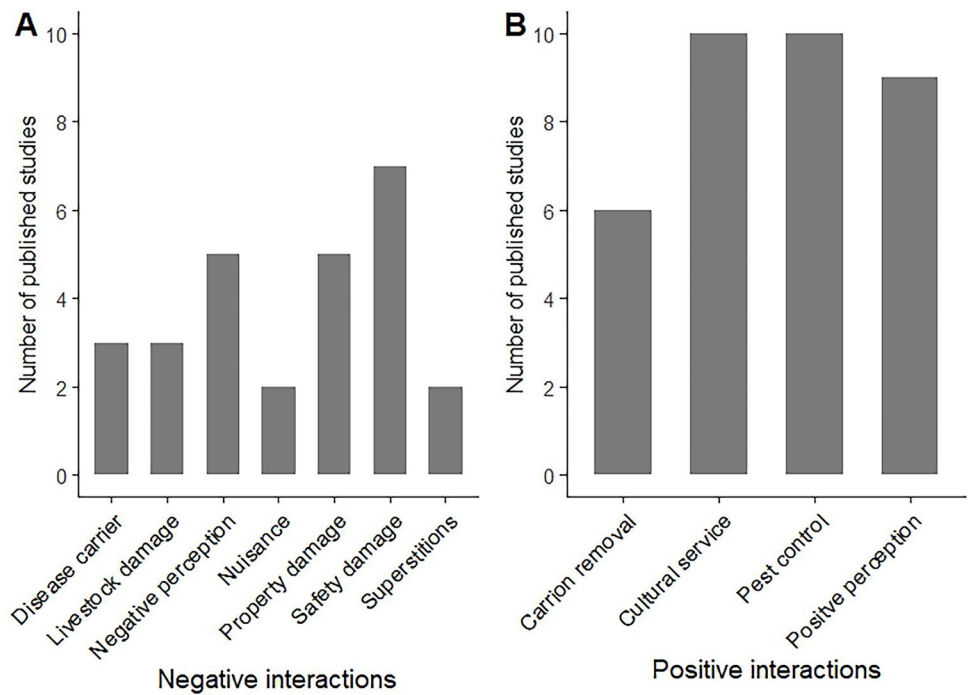 A
Number of published studies
10
8
6
4
2
0
Disease carrier
Livestock damage
Negative perception
Nuisance
Property damage
Safety damage
Superstitions
Negative interactions
B
Number of published studies
10
8
6
4
2
0
Carrion removal
Cultural service
Pest control
Positve perception
Positive interactions